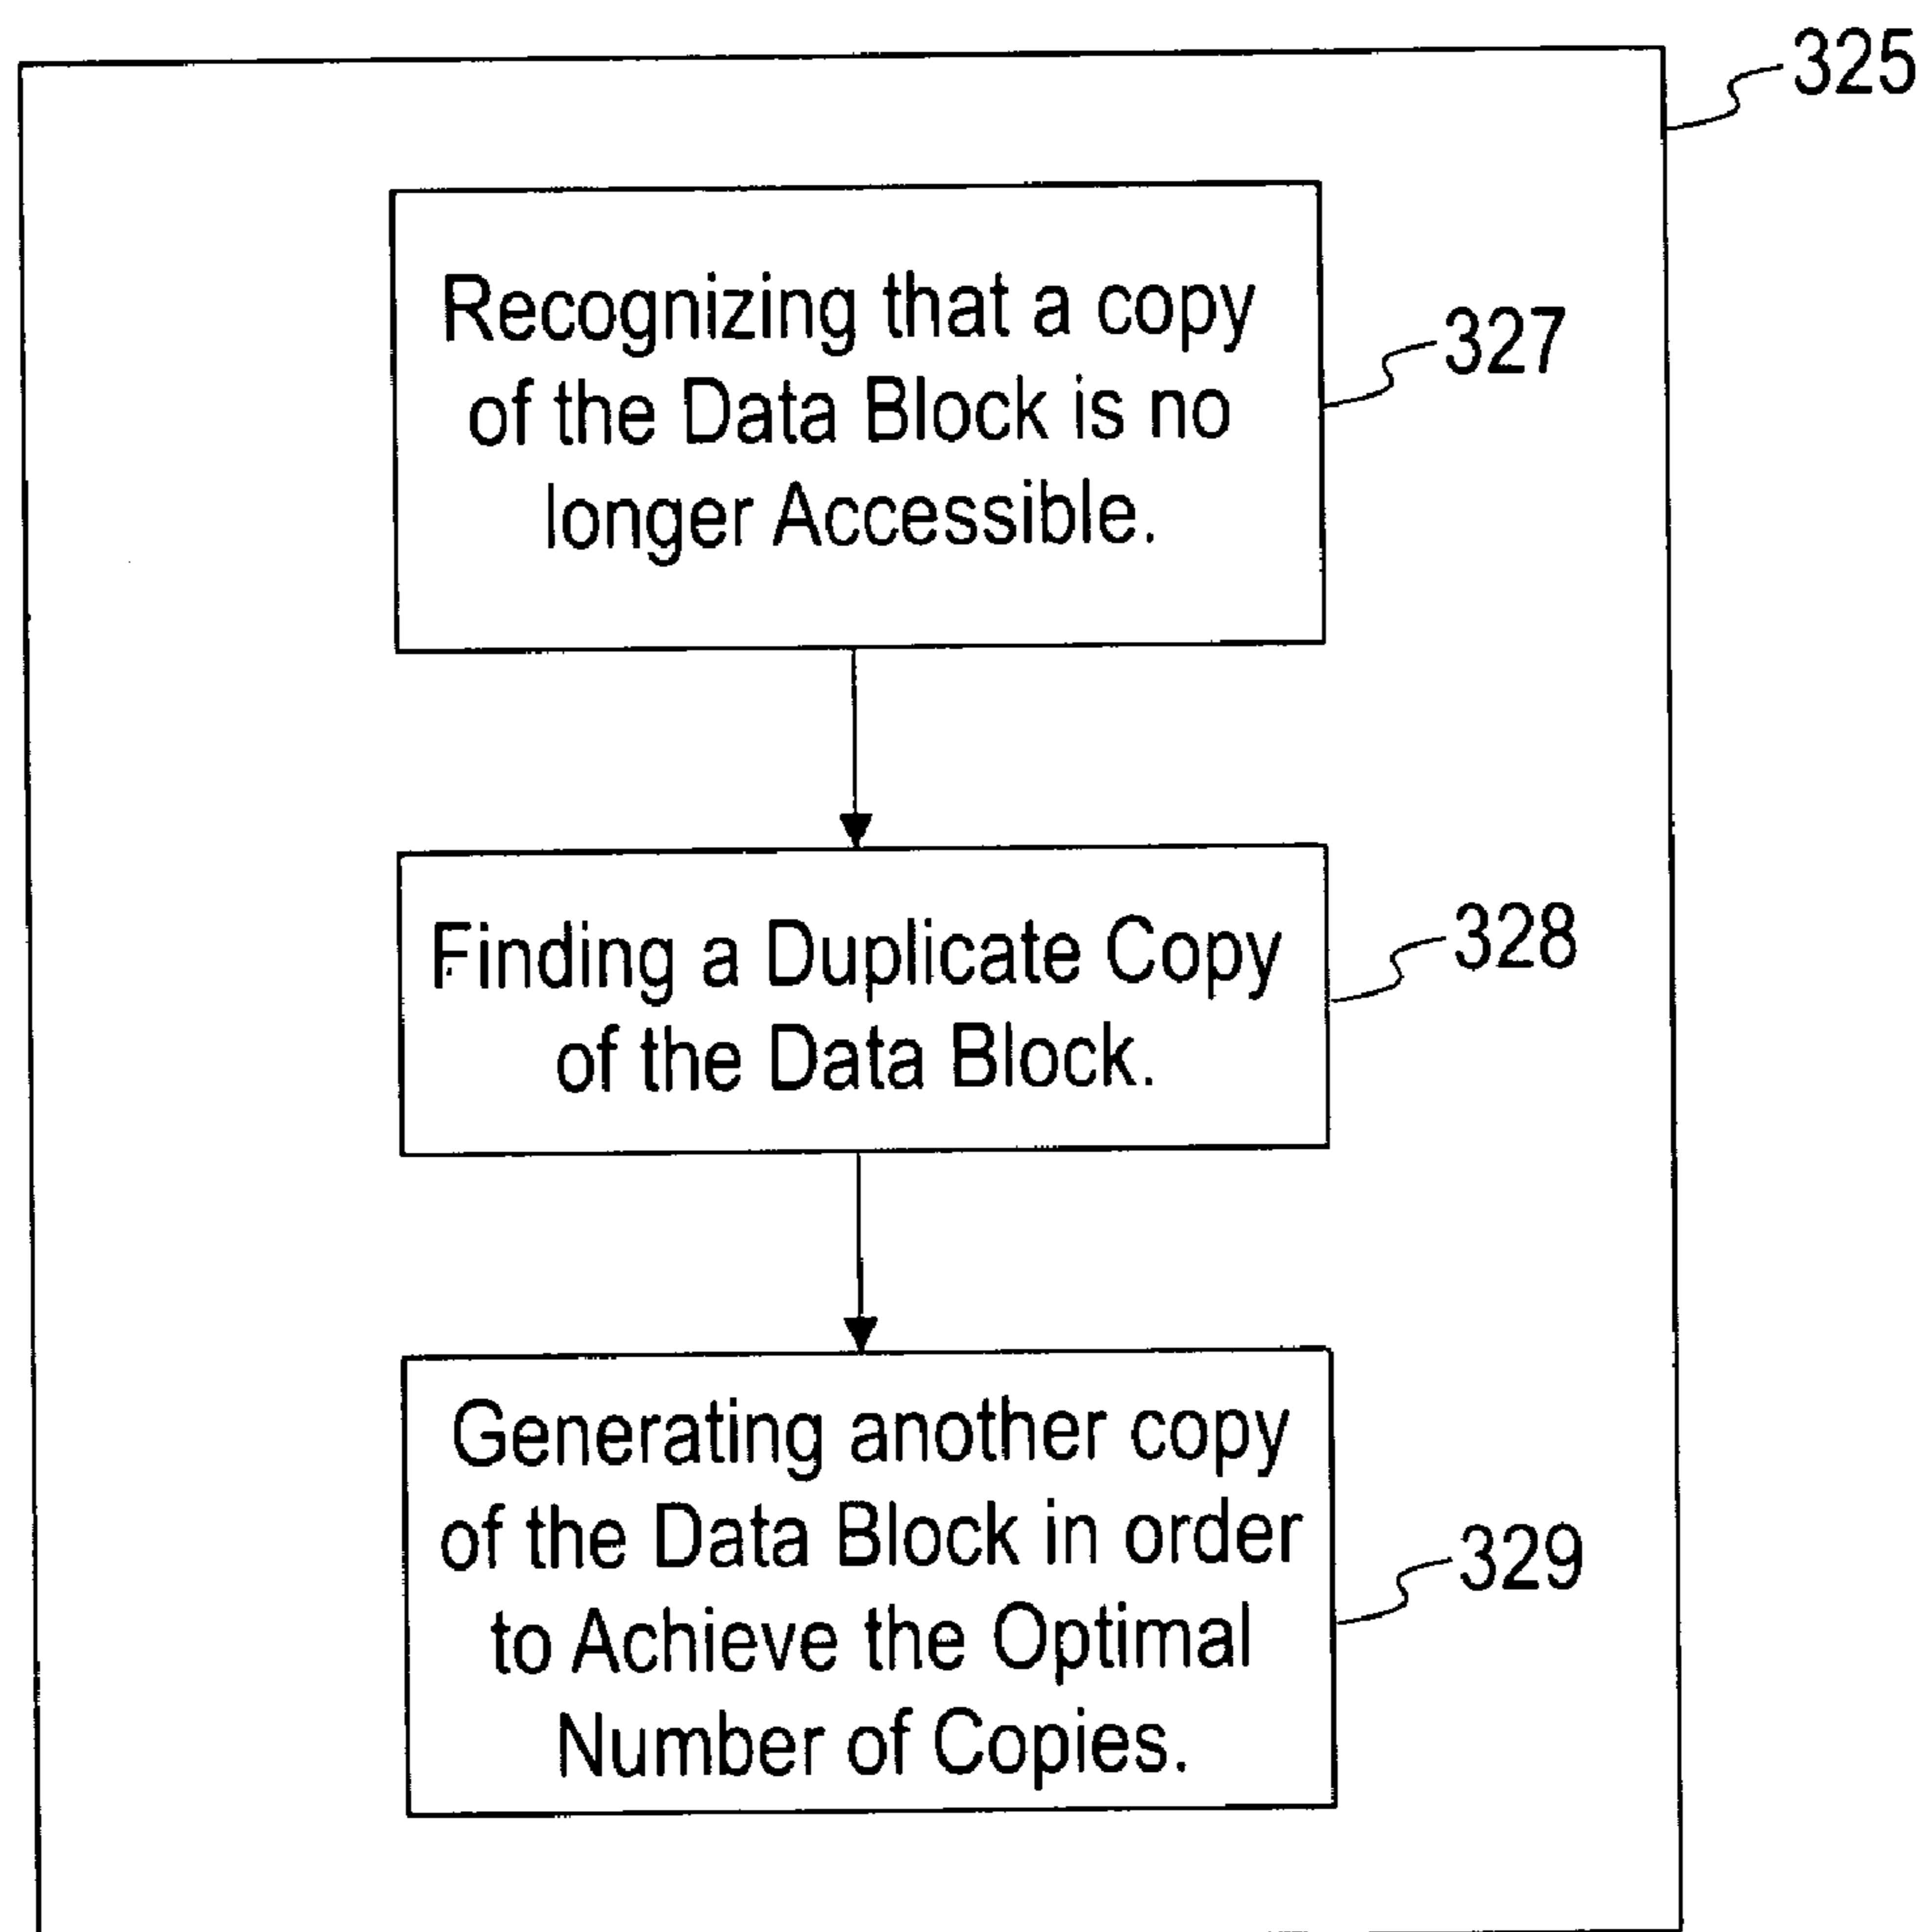 325
Recognizing that a copy
of the Data Block is no
longer Accessible.
327
Finding a Duplicate Copy
of the Data Block.
328
Generating another copy
of the Data Block in order
to Achieve the Optimal
Number of Copies.
329